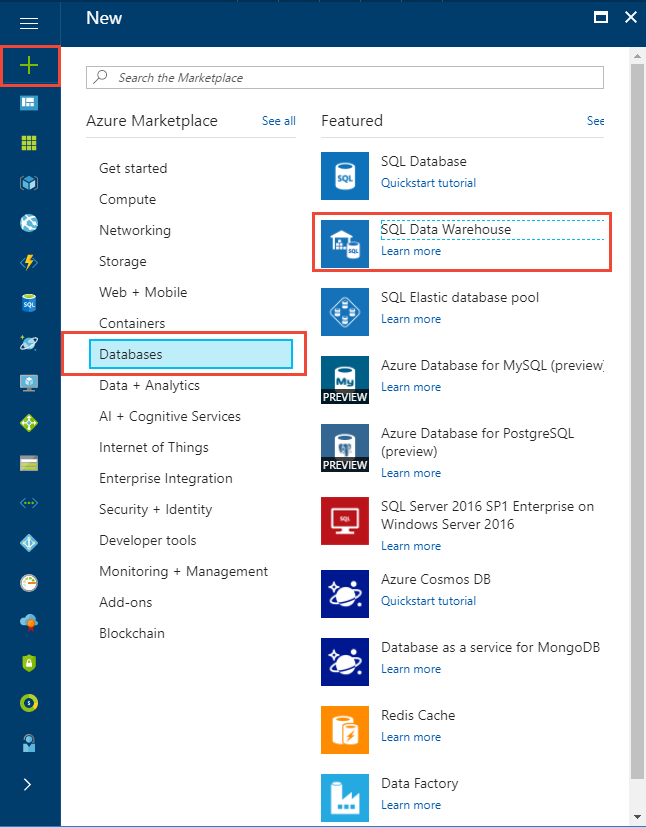 New
Search the Marketplace
Azure Marketplace
See all
Get started
Compute
Networking
Storage
Web + Mobile
Containers
Databases
Data + Analytics
AI + Cognitive Services
Internet of Things
Enterprise Integration
Security + Identity
Developer tools
Monitoring + Management
Add-ons
Blockchain
Featured
See
SQL
SQL Database
Quickstart tutorial
SQL
SQL Data Warehouse
Learn more
SQL Elastic database pool
Learn more
My
PREVIEW
Azure Database for MySQL (preview)
Learn more
PREVIEW
Azure Database for PostgreSQL
(preview)
Learn more
SQL
SQL Server 2016 SP1 Enterprise on
Windows Server 2016
Learn more
Azure Cosmos DB
Quickstart tutorial
Database as a service for MongoDB
Learn more
Redis Cache
Learn more
Data Factory
Learn more
SQL